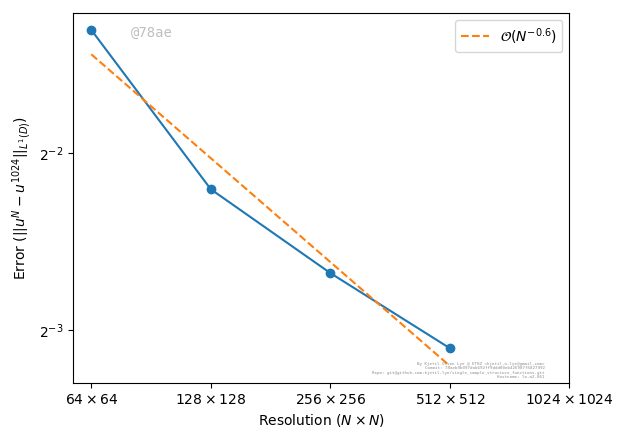 @78ae
𝒪(N^{-0.6})
2^{-2}
2^{-3}
Error (||u^N − u^{1024}||_{L^1(D)})
64 × 64
128 × 128
256 × 256
512 × 512
1024 × 1024
Resolution (N × N)